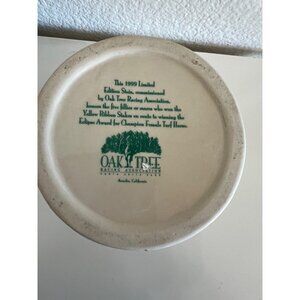 This 1999 Limited
Edition Stein, commissioned
by Oak Tree Racing Association,
honors the five fillies or mares who won the
Yellow Ribbon Stakes en route to winning the
Eclipse Award for Champion Female Turf Horse.
OAK TREE
RACING ASSOCIATION
Arcadia, California